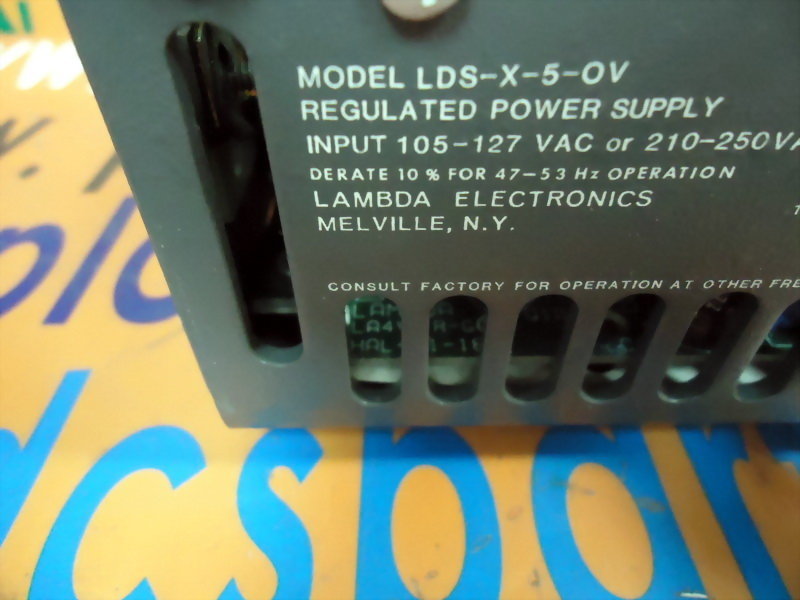 MODEL LDS-X-5-OV
REGULATED POWER SUPPLY
INPUT 105-127 VAC or 210-250VA
DERATE 10 % FOR 47-53 Hz OPERATION
LAMBDA ELECTRONICS
MELVILLE, N.Y.
CONSULT FACTORY FOR OPERATION AT OTHER FRE